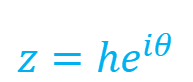 z = he^{iθ}